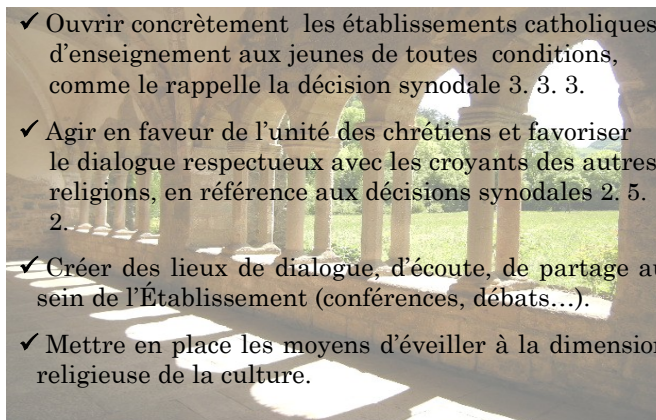 ✓ Ouvrir concrètement les établissements catholiques
d'enseignement aux jeunes de toutes conditions,
comme le rappelle la décision synodale 3. 3. 3.
✓ Agir en faveur de l'unité des chrétiens et favoriser
le dialogue respectueux avec les croyants des autres
religions, en référence aux décisions synodales 2. 5.
2.
✓ Créer des lieux de dialogue, d'écoute, de partage au
sein de l'Établissement (conférences, débats…).
✓ Mettre en place les moyens d'éveiller à la dimension
religieuse de la culture.